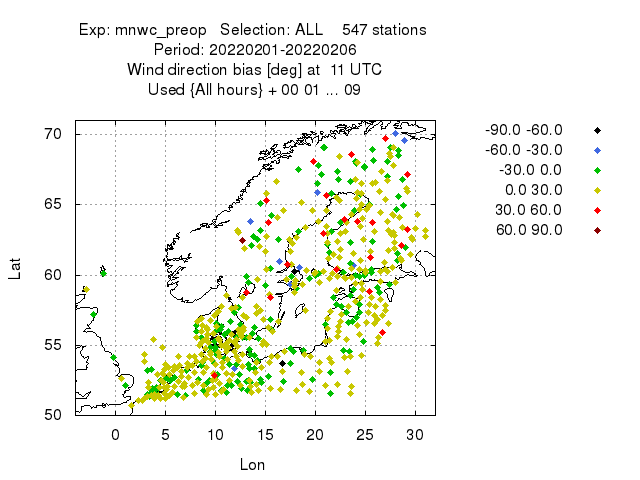 Exp: mnwc_preop Selection: ALL 547 stations
Period: 20220201-20220206
Wind direction bias [deg] at 11 UTC
Used {All hours} + 00 01 ... 09
70
65
60
55
50
Lat
0 5 10 15 20 25 30
Lon
-90.0 -60.0
-60.0 -30.0
-30.0 0.0
0.0 30.0
30.0 60.0
60.0 90.0